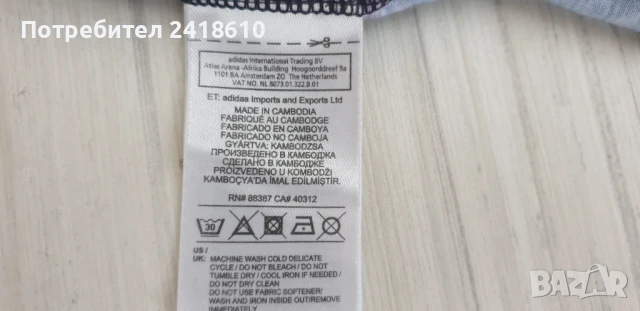 Потребител 2418610
adidas International Trading BV
Atlas Arena -Afrika Building Hoogoorddreef 9a
1101 BA Amsterdam ZO The Netherlands
VAT NO. NL 8073.01.322.B.01
ET: adidas Imports and Exports Ltd
MADE IN CAMBODIA
FABRIQUÉ AU CAMBODGE
FABRICADO EN CAMBOYA
FABRICADO NO CAMBOJA
GYÁRTVA: KAMBODZSA
ПРОИЗВЕДЕНО В КАМБОДЖА
СДЕЛАНО В КАМБОДЖЕ
PROIZVEDENO U KOMBODŽI
KAMBOÇYA'DA İMAL EDİLMİŞTİR.
RN# 88387 CA# 40312
30
US /
UK: MACHINE WASH COLD DELICATE
CYCLE / DO NOT BLEACH / DO NOT
TUMBLE DRY / COOL IRON IF NEEDED /
DO NOT DRY CLEAN
DO NOT USE FABRIC SOFTENER/
WASH AND IRON INSIDE OUT/REMOVE
IMMEDIATELY
BAZAR